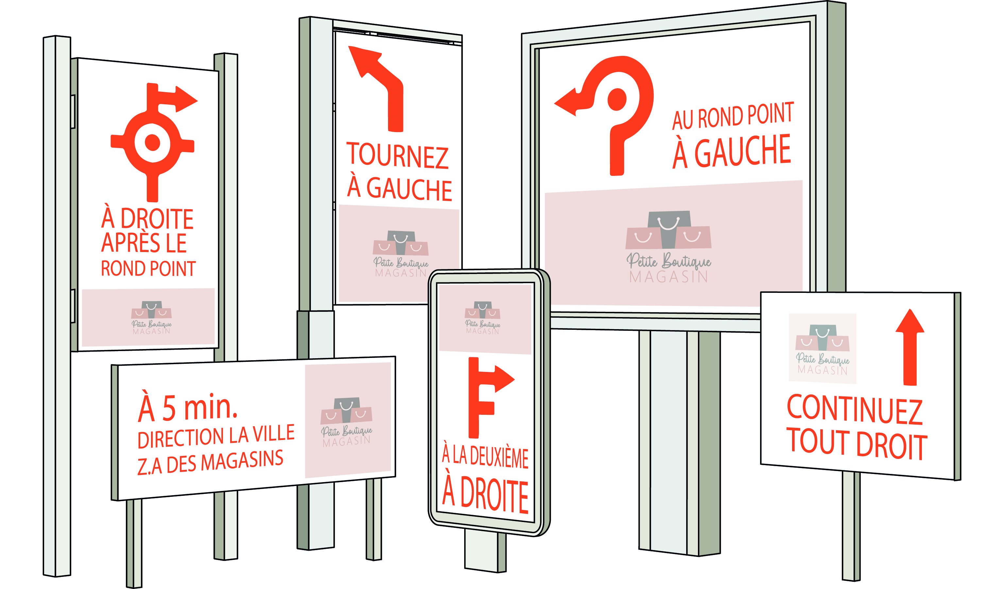 À DROITE
APRÈS LE
ROND POINT
Petite Boutique
MAGASIN
TOURNEZ
À GAUCHE
Petite Boutique
MAGASIN
AU ROND POINT
À GAUCHE
Petite Boutique
MAGASIN
À 5 min.
DIRECTION LA VILLE
Z.A DES MAGASINS
Petite Boutique
MAGASIN
Petite Boutique
MAGASIN
À LA DEUXIÈME
À DROITE
Petite Boutique
MAGASIN
CONTINUEZ
TOUT DROIT